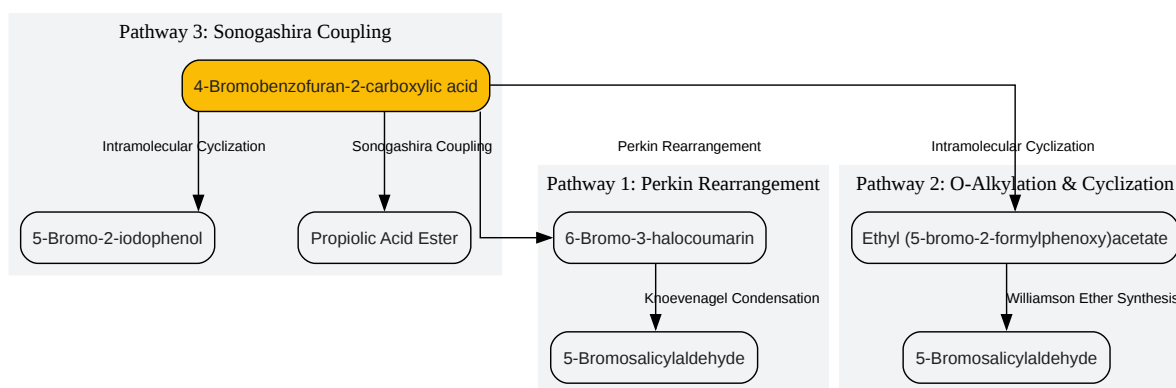 Pathway 3: Sonogashira Coupling
4-Bromobenzofuran-2-carboxylic acid
Intramolecular Cyclization
Sonogashira Coupling
Perkin Rearrangement
Intramolecular Cyclization
Pathway 1: Perkin Rearrangement
Pathway 2: O-Alkylation & Cyclization
5-Bromo-2-iodophenol
Propiolic Acid Ester
6-Bromo-3-halocoumarin
Ethyl (5-bromo-2-formylphenoxy)acetate
Knoevenagel Condensation
Williamson Ether Synthesis
5-Bromosalicylaldehyde
5-Bromosalicylaldehyde